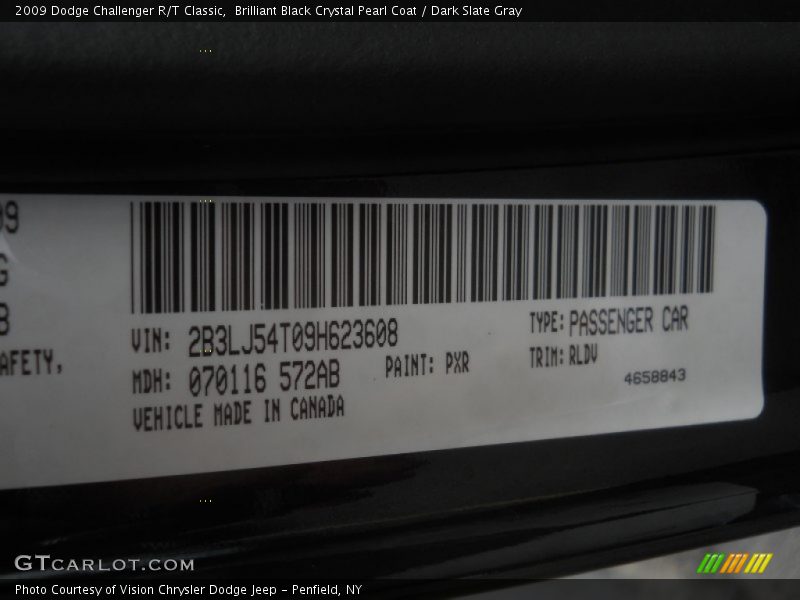 2009 Dodge Challenger R/T Classic, Brilliant Black Crystal Pearl Coat / Dark Slate Gray
VIN: 2B3LJ54T09H623608
TYPE: PASSENGER CAR
AFETY,
MDH: 070116 572AB
PAINT: PXR
TRIM: RLDV
4658843
VEHICLE MADE IN CANADA
GTCARLOT.COM
Photo Courtesy of Vision Chrysler Dodge Jeep - Penfield, NY